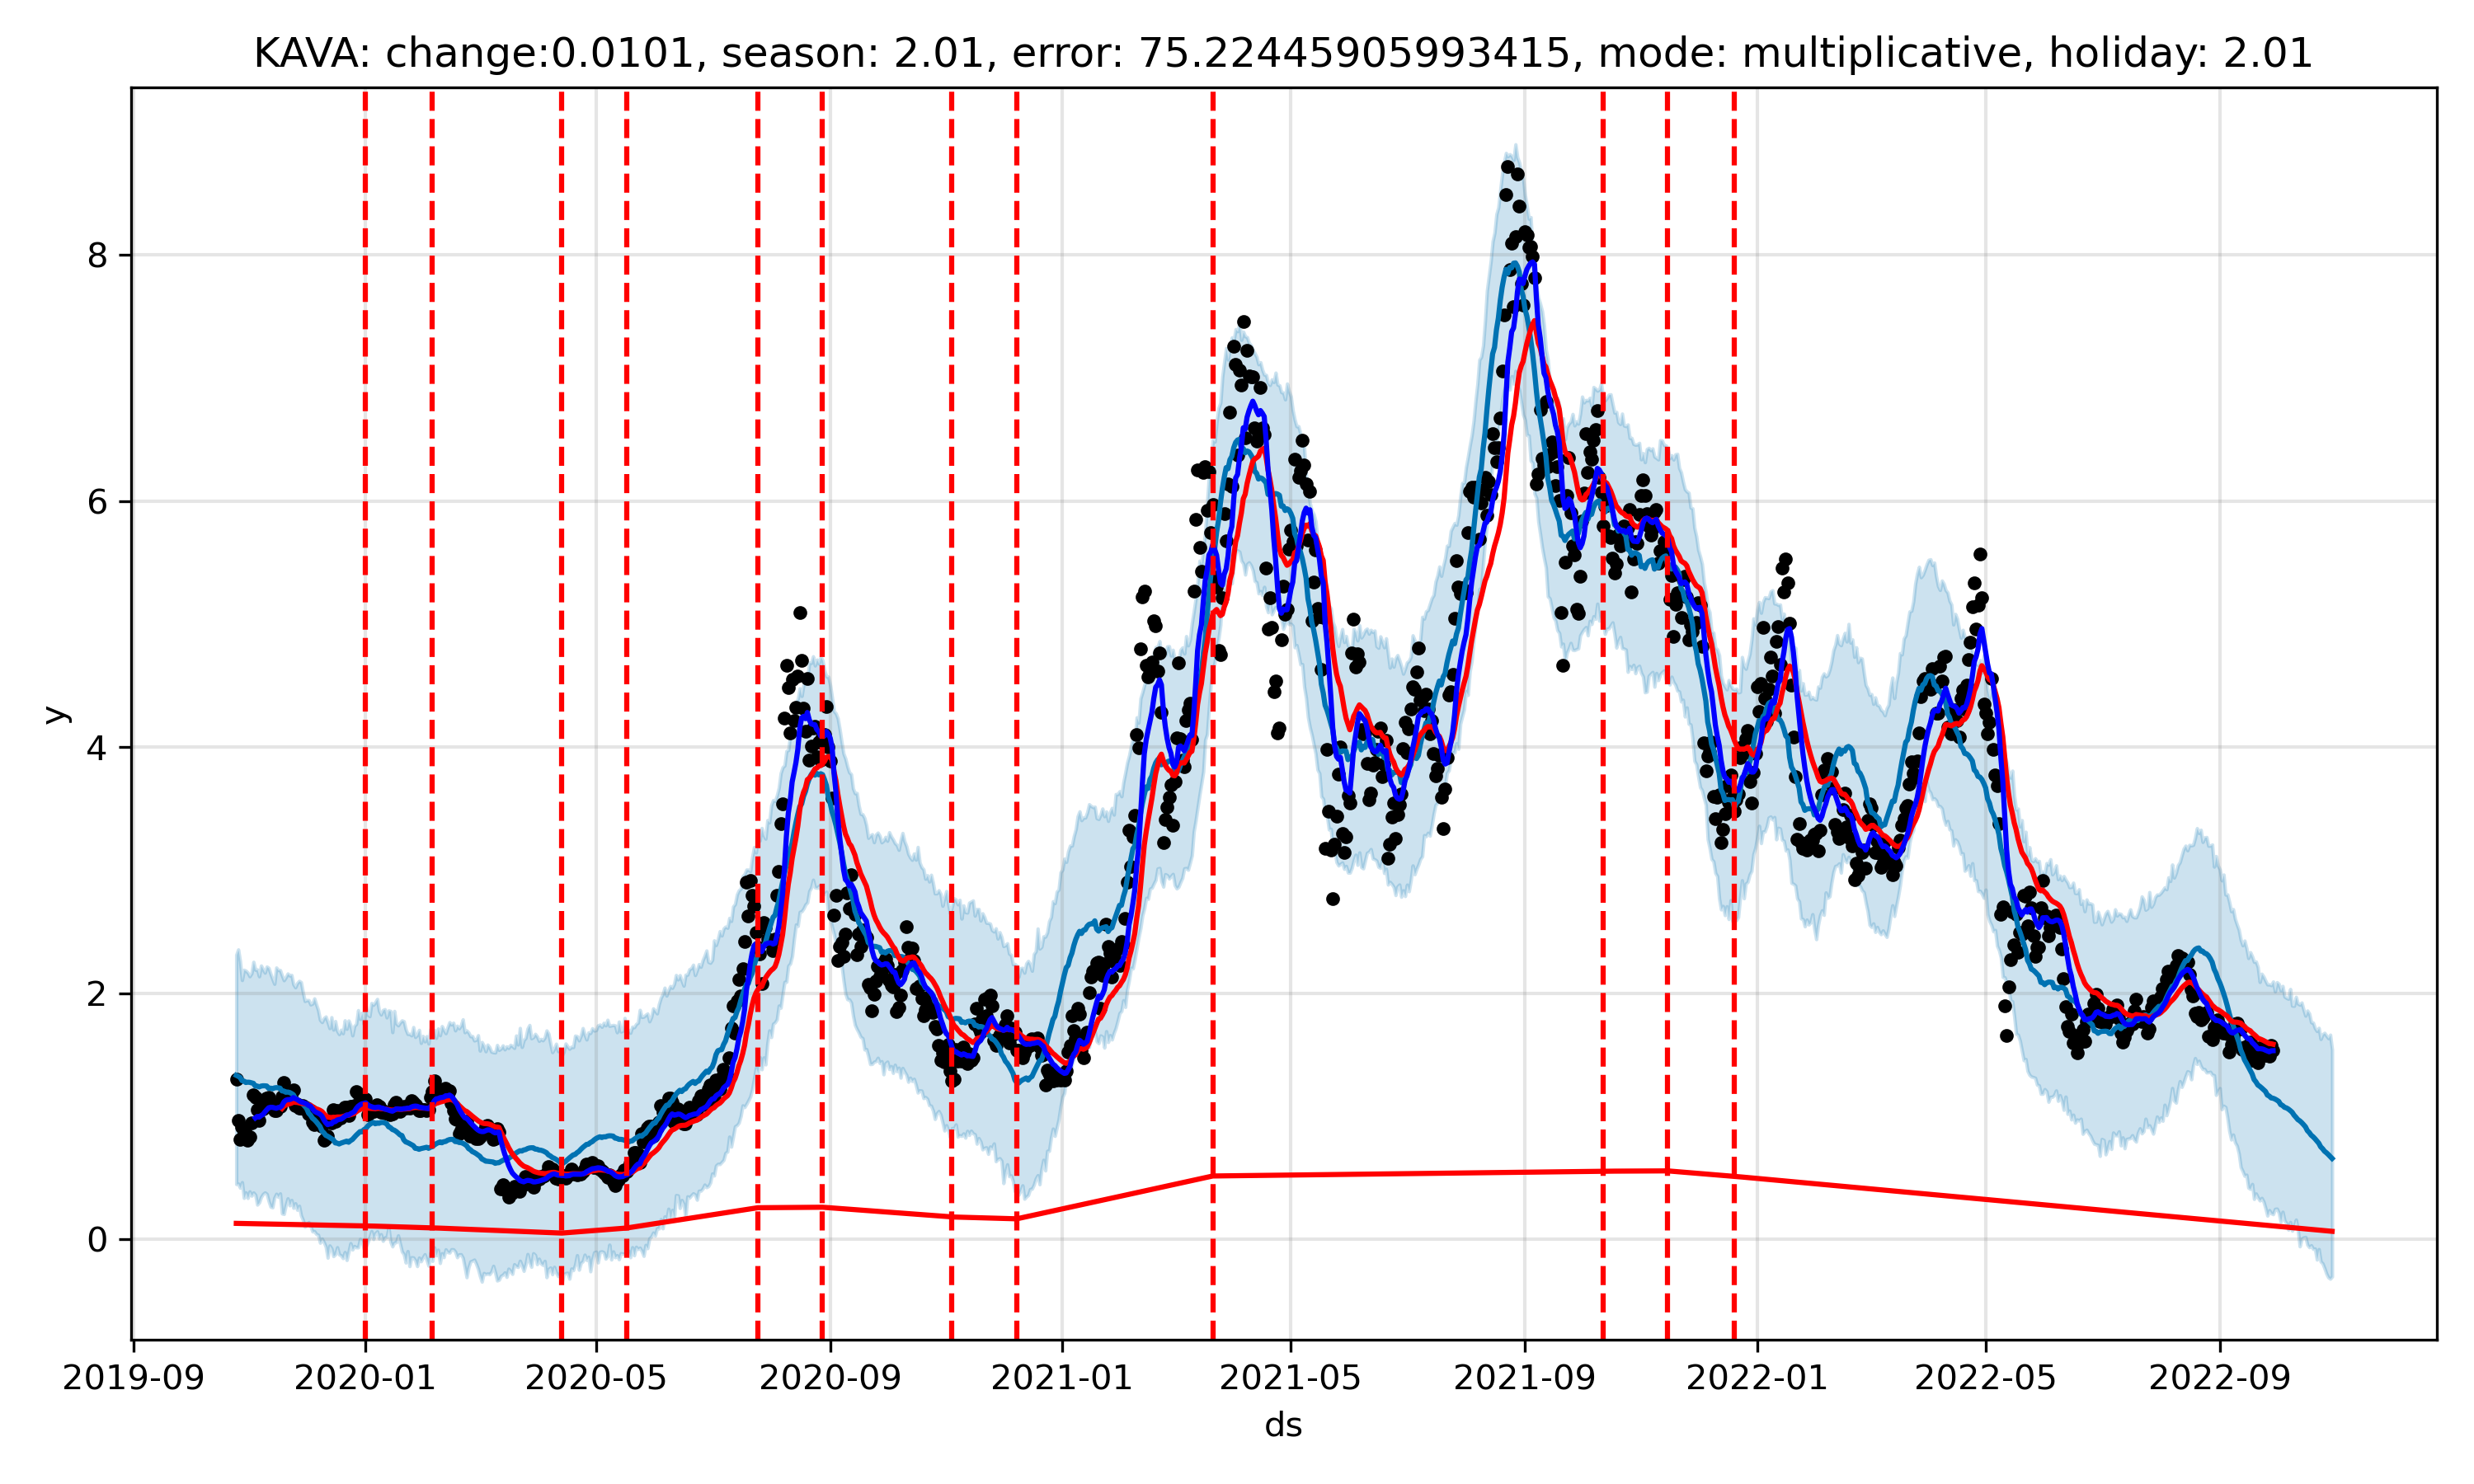 KAVA: change:0.0101, season: 2.01, error: 75.22445905993415, mode: multiplicative, holiday: 2.01
8
6
4
2
0
y
2019-09 2020-01 2020-05 2020-09 2021-01 2021-05 2021-09 2022-01 2022-05 2022-09
ds